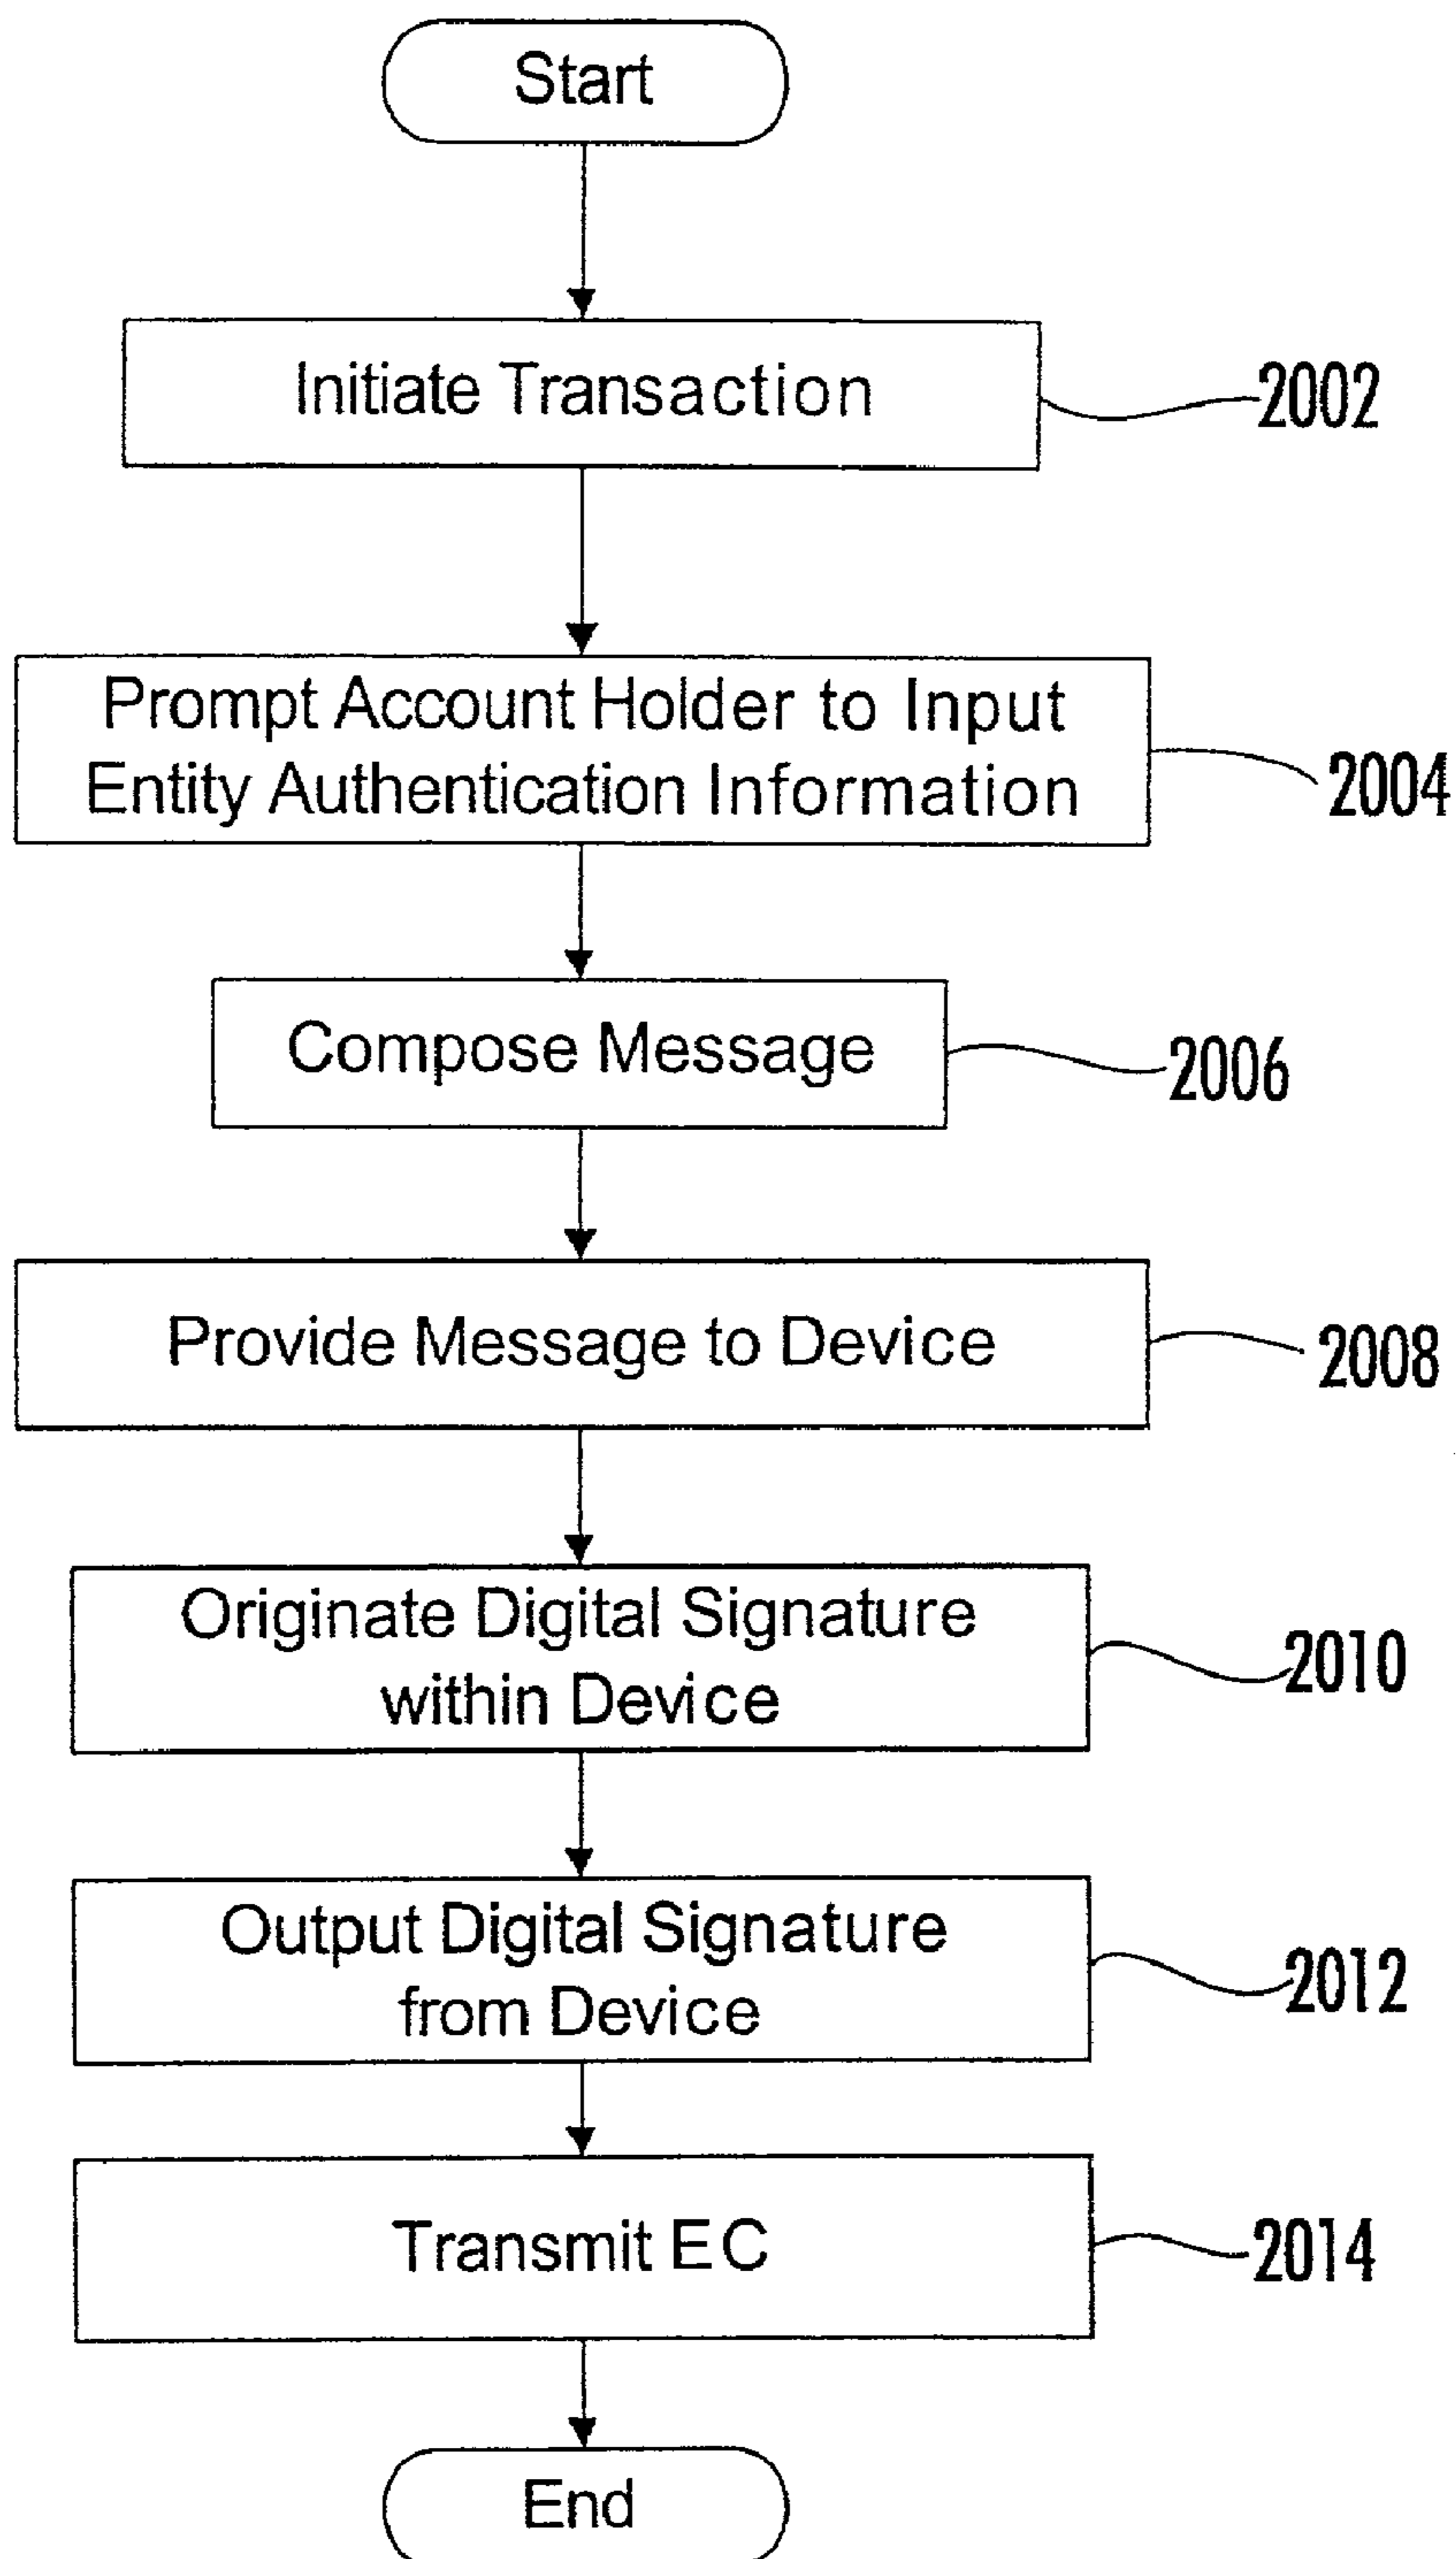 Start
Initiate Transaction
2002
Prompt Account Holder to Input
Entity Authentication Information
2004
Compose Message
2006
Provide Message to Device
2008
Originate Digital Signature
within Device
2010
Output Digital Signature
from Device
2012
Transmit EC
2014
End